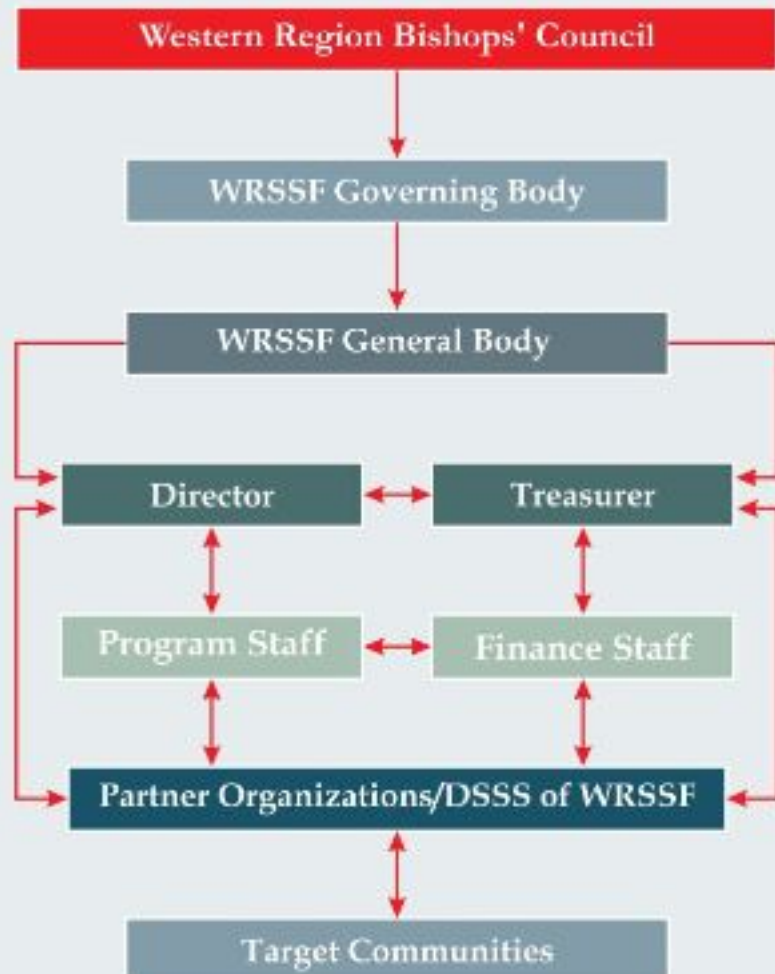 Western Region Bishops' Council
WRSSF Governing Body
WRSSF General Body
Director
Treasurer
Program Staff
Finance Staff
Partner Organizations/DSSS of WRSSF
Target Communities